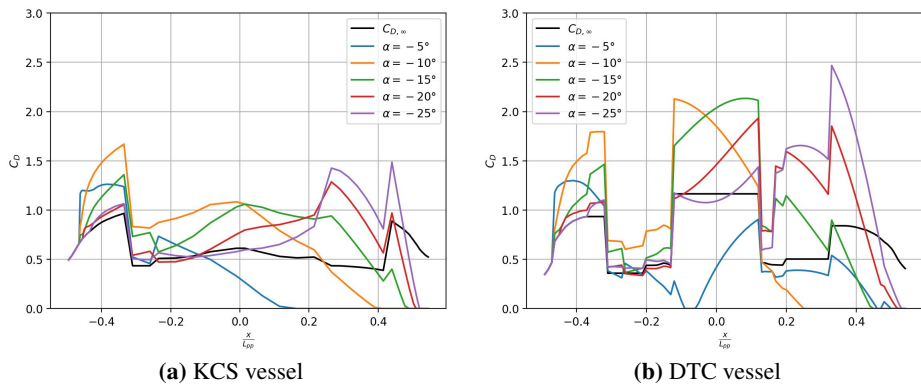 3.0
2.5
2.0
1.5
1.0
0.5
0.0
C_D
−0.4
−0.2
0.0
0.2
0.4
x
L_pp
C_{D,∞}
α = −5°
α = −10°
α = −15°
α = −20°
α = −25°
(a) KCS vessel
3.0
2.5
2.0
1.5
1.0
0.5
0.0
C_D
−0.4
−0.2
0.0
0.2
0.4
x
L_pp
C_{D,∞}
α = −5°
α = −10°
α = −15°
α = −20°
α = −25°
(b) DTC vessel